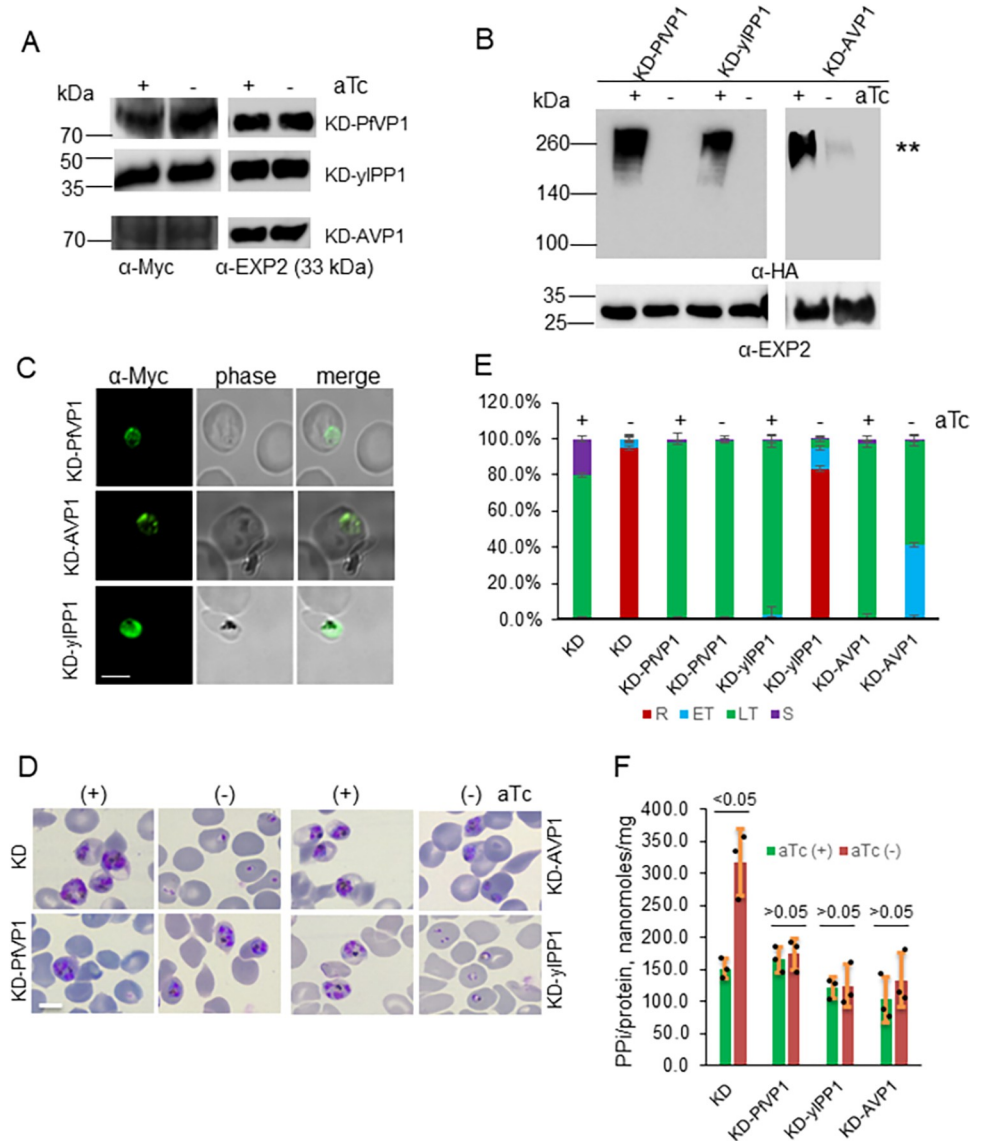 A
+ - + - aTc
kDa
70
KD-PfVP1
50
35
KD-yIPP1
70
KD-AVP1
α-Myc α-EXP2 (33 kDa)
B
KD-PfVP1 KD-yIPP1 KD-AVP1
kDa + - + - + - aTc
260
**
140
100
α-HA
35
25
α-EXP2
C
α-Myc phase merge
KD-PfVP1
KD-AVP1
KD-yIPP1
E
120.0%
+ - + - + - + - aTc
100.0%
80.0%
60.0%
40.0%
20.0%
0.0%
KD KD KD-PfVP1 KD-PfVP1 KD-yIPP1 KD-yIPP1 KD-AVP1 KD-AVP1
R ET LT S
D
(+) (-) (+) (-) aTc
KD
KD-AVP1
KD-PfVP1
KD-yIPP1
F
PPi/protein, nanomoles/mg
400.0
350.0
300.0
250.0
200.0
150.0
100.0
50.0
0.0
<0.05
aTc (+) aTc (-)
>0.05 >0.05 >0.05
KD KD-PfVP1 KD-yIPP1 KD-AVP1